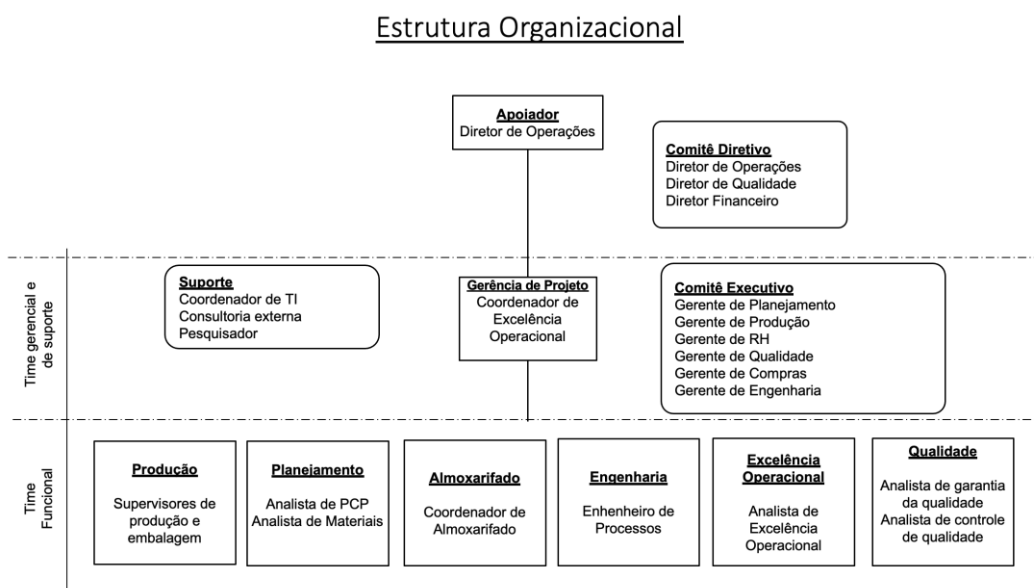 Estrutura Organizacional
Apoiador
Diretor de Operações
Comitê Diretivo
Diretor de Operações
Diretor de Qualidade
Diretor Financeiro
Time gerencial e
de suporte
Suporte
Coordenador de TI
Consultoria externa
Pesquisador
Gerência de Projeto
Coordenador de
Excelência
Operacional
Comitê Executivo
Gerente de Planejamento
Gerente de Produção
Gerente de RH
Gerente de Qualidade
Gerente de Compras
Gerente de Engenharia
Time
Funcional
Produção
Supervisores de
produção e
embalagem
Planejamento
Analista de PCP
Analista de Materiais
Almoxarifado
Coordenador de
Almoxarifado
Engenharia
Enhenheiro de
Processos
Excelência
Operacional
Analista de
Excelência
Operacional
Qualidade
Analista de garantia
da qualidade
Analista de controle
de qualidade